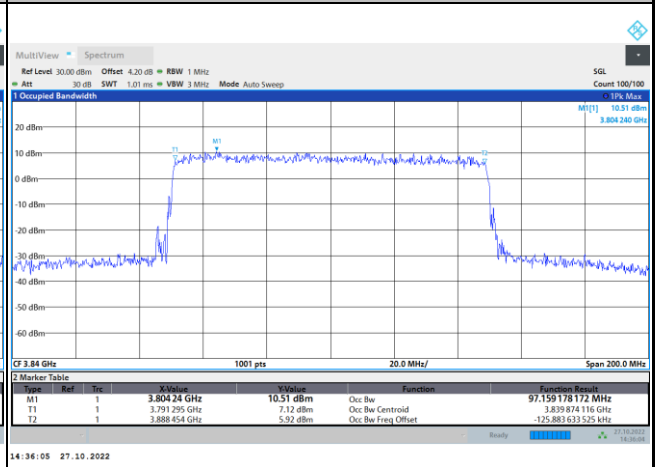 MultiView Spectrum
Ref Level 30.00 dBm Offset 4.20 dB RBW 1 MHz SGL
Att 30 dB SWT 1.01 ms VBW 3 MHz Mode Auto Sweep Count 100/100
1 Occupied Bandwidth 1Pk Max
M1[1] 10.51 dBm
3.804 240 GHz
20 dBm
M1
T1 T2
10 dBm
0 dBm
-10 dBm
-20 dBm
-30 dBm
-40 dBm
-50 dBm
-60 dBm
CF 3.84 GHz 1001 pts 20.0 MHz/ Span 200.0 MHz
2 Marker Table
Type Ref Trc X-Value Y-Value Function Function Result
M1 1 3.804 24 GHz 10.51 dBm Occ Bw 97.159 178 172 MHz
T1 1 3.791 295 GHz 7.12 dBm Occ Bw Centroid 3.839 874 116 GHz
T2 1 3.888 454 GHz 5.92 dBm Occ Bw Freq Offset -125.883 633 525 kHz
Ready 27.10.2022
14:36:04
14:36:05 27.10.2022